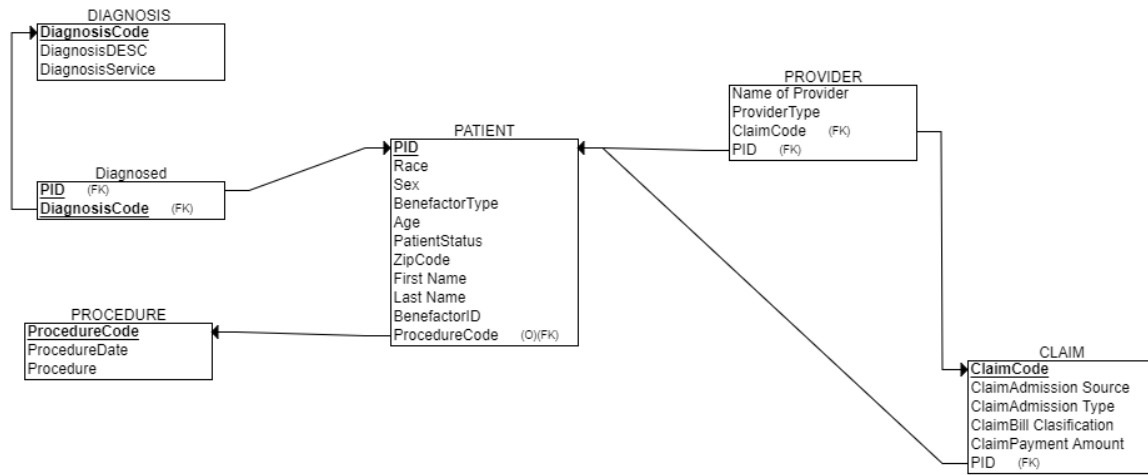 DIAGNOSIS
DiagnosisCode
DiagnosisDESC
DiagnosisService
Diagnosed
PID (FK)
DiagnosisCode (FK)
PROCEDURE
ProcedureCode
ProcedureDate
Procedure
PATIENT
PID
Race
Sex
BenefactorType
Age
PatientStatus
ZipCode
First Name
Last Name
BenefactorID
ProcedureCode (O)(FK)
PROVIDER
Name of Provider
ProviderType
ClaimCode (FK)
PID (FK)
CLAIM
ClaimCode
ClaimAdmission Source
ClaimAdmission Type
ClaimBill Clasification
ClaimPayment Amount
PID (FK)